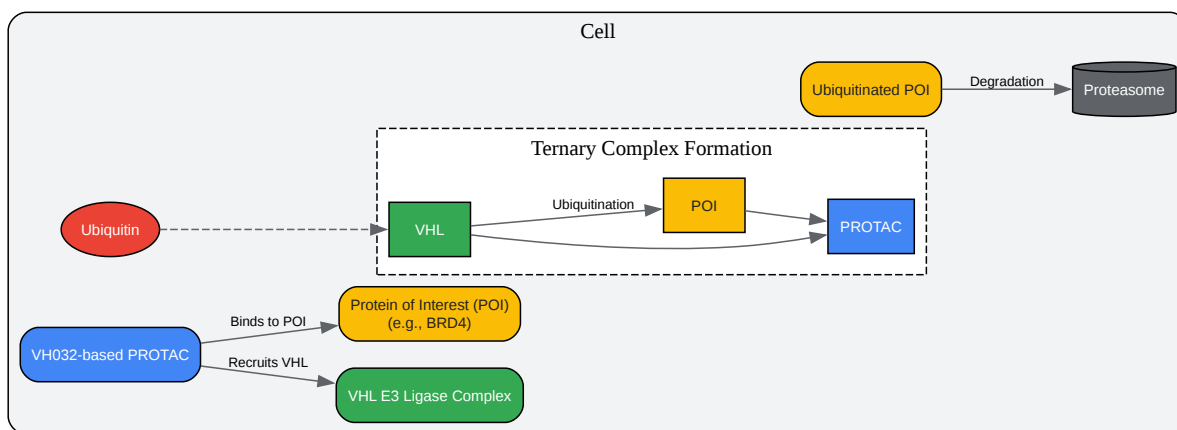 Cell
Ubiquitinated POI
Degradation
Proteasome
Ternary Complex Formation
Ubiquitin
VHL
Ubiquitination
POI
PROTAC
VH032-based PROTAC
Binds to POI
Recruits VHL
Protein of Interest (POI)
(e.g., BRD4)
VHL E3 Ligase Complex